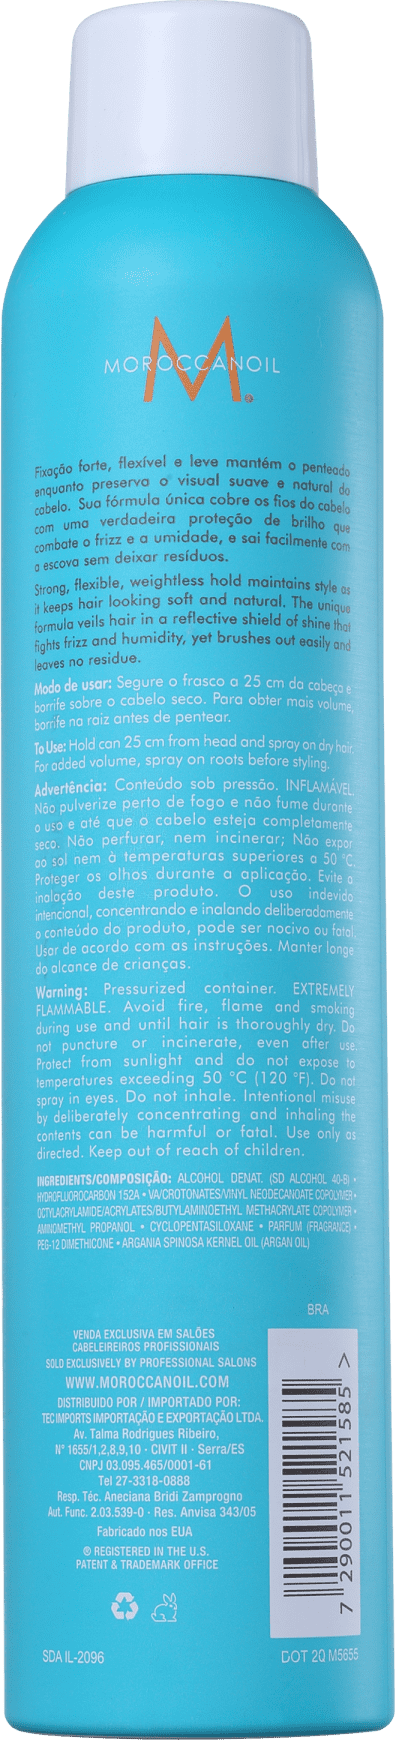 M
MOROCCANOIL
Fixação forte, flexível e leve mantém o penteado
enquanto preserva o visual suave e natural do
cabelo. Sua fórmula única cobre os fios do cabelo
com uma verdadeira proteção de brilho que
combate o frizz e a umidade, e sai facilmente com
a escova sem deixar resíduos.
Strong, flexible, weightless hold maintains style as
it keeps hair looking soft and natural. The unique
formula veils hair in a reflective shield of shine that
fights frizz and humidity, yet brushes out easily and
leaves no residue.
Modo de usar: Segure o frasco a 25 cm da cabeça e
borrife sobre o cabelo seco. Para obter mais volume,
borrife na raiz antes de pentear.
To Use: Hold can 25 cm from head and spray on dry hair.
For added volume, spray on roots before styling.
Advertência: Conteúdo sob pressão. INFLAMÁVEL.
Não pulverize perto de fogo e não fume durante
o uso e até que o cabelo esteja completamente
seco. Não perfurar, nem incinerar; Não expor
ao sol nem à temperaturas superiores a 50 °C.
Proteger os olhos durante a aplicação. Evite a
inalação deste produto. O uso indevido
intencional, concentrando e inalando deliberadamente
o conteúdo do produto, pode ser nocivo ou fatal.
Usar de acordo com as instruções. Manter longe
do alcance de crianças.
Warning: Pressurized container. EXTREMELY
FLAMMABLE. Avoid fire, flame and smoking
during use and until hair is thoroughly dry. Do
not puncture or incinerate, even after use.
Protect from sunlight and do not expose to
temperatures exceeding 50 °C (120 °F). Do not
spray in eyes. Do not inhale. Intentional misuse
by deliberately concentrating and inhaling the
contents can be harmful or fatal. Use only as
directed. Keep out of reach of children.
INGREDIENTS/COMPOSIÇÃO: ALCOHOL DENAT. (SD ALCOHOL 40-B) •
HYDROFLUOROCARBON 152A • VA/CROTONATES/VINYL NEODECANOATE COPOLYMER •
OCTYLACRYLAMIDE/ACRYLATES/BUTYLAMINOETHYL METHACRYLATE COPOLYMER •
AMINOMETHYL PROPANOL • CYCLOPENTASILOXANE • PARFUM (FRAGRANCE) •
PEG-12 DIMETHICONE • ARGANIA SPINOSA KERNEL OIL (ARGAN OIL)
BRA
VENDA EXCLUSIVA EM SALÕES
CABELEIREIROS PROFISSIONAIS
SOLD EXCLUSIVELY BY PROFESSIONAL SALONS
WWW.MOROCCANOIL.COM
DISTRIBUIDO POR / IMPORTADO POR:
TEC IMPORTS IMPORTAÇÃO E EXPORTAÇÃO LTDA.
Av. Talma Rodrigues Ribeiro,
N° 1655/1,2,8,9,10 • CIVIT II • Serra/ES
CNPJ 03.095.465/0001-61
Tel 27-3318-0888
Resp. Téc. Aneciana Bridi Zamprogno
Aut. Func. 2.03.539-0 • Res. Anvisa 343/05
Fabricado nos EUA
® REGISTERED IN THE U.S.
PATENT & TRADEMARK OFFICE
7 290011 521585 >
SDA IL-2096
DOT 2Q M5655